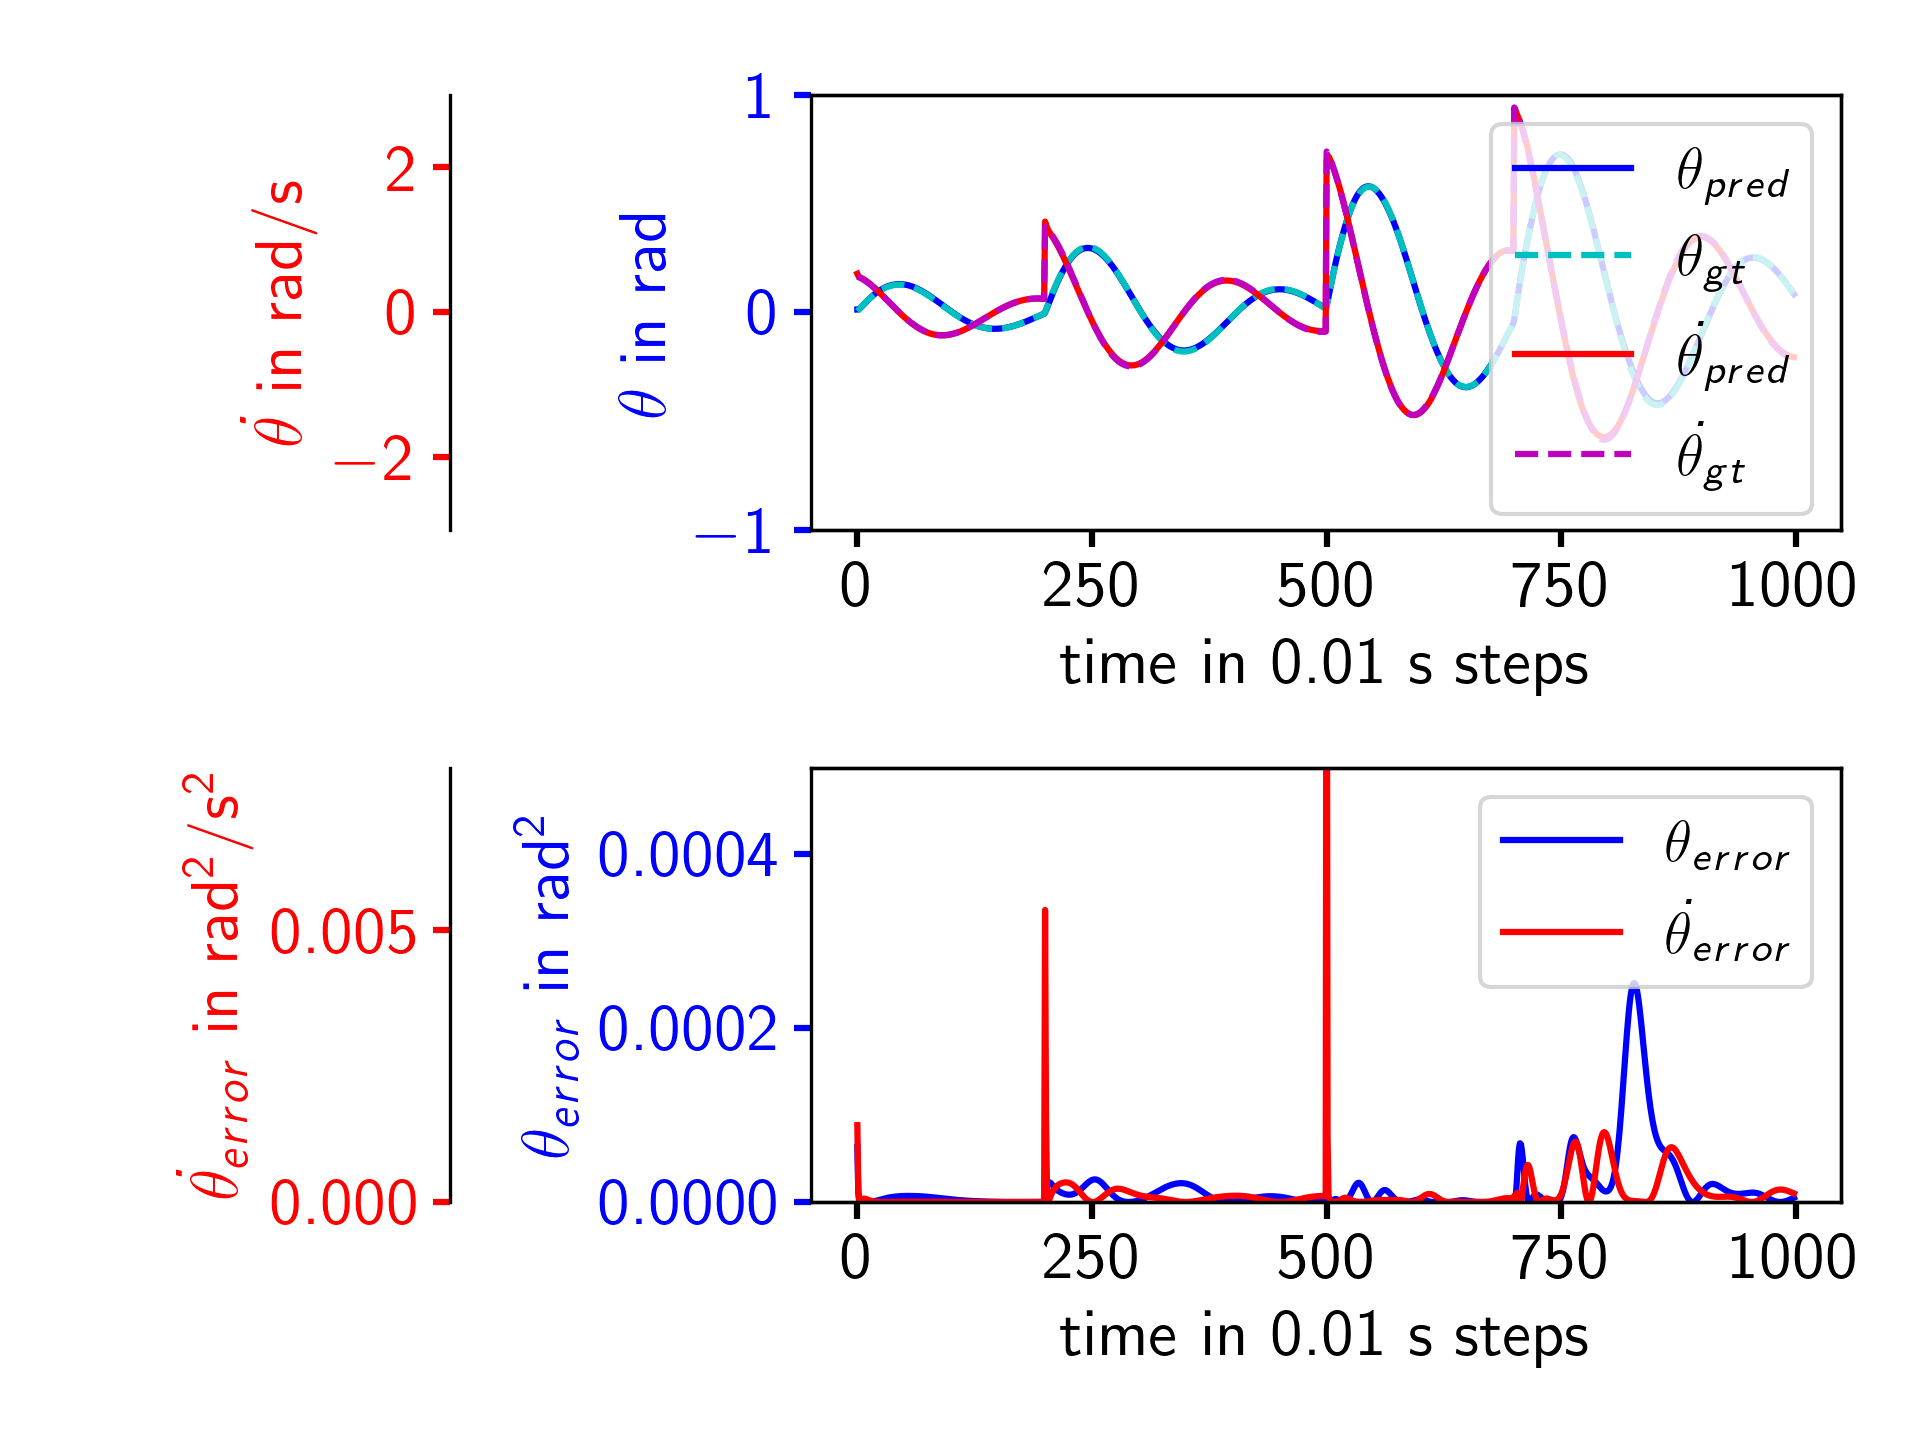 θ̇ in rad/s
2
0
−2
θ in rad
1
0
−1
θ_pred
θ_gt
θ̇_pred
θ̇_gt
0 250 500 750 1000
time in 0.01 s steps
θ̇_error in rad²/s²
0.005
0.000
θ_error in rad²
0.0004
0.0002
0.0000
θ_error
θ̇_error
0 250 500 750 1000
time in 0.01 s steps